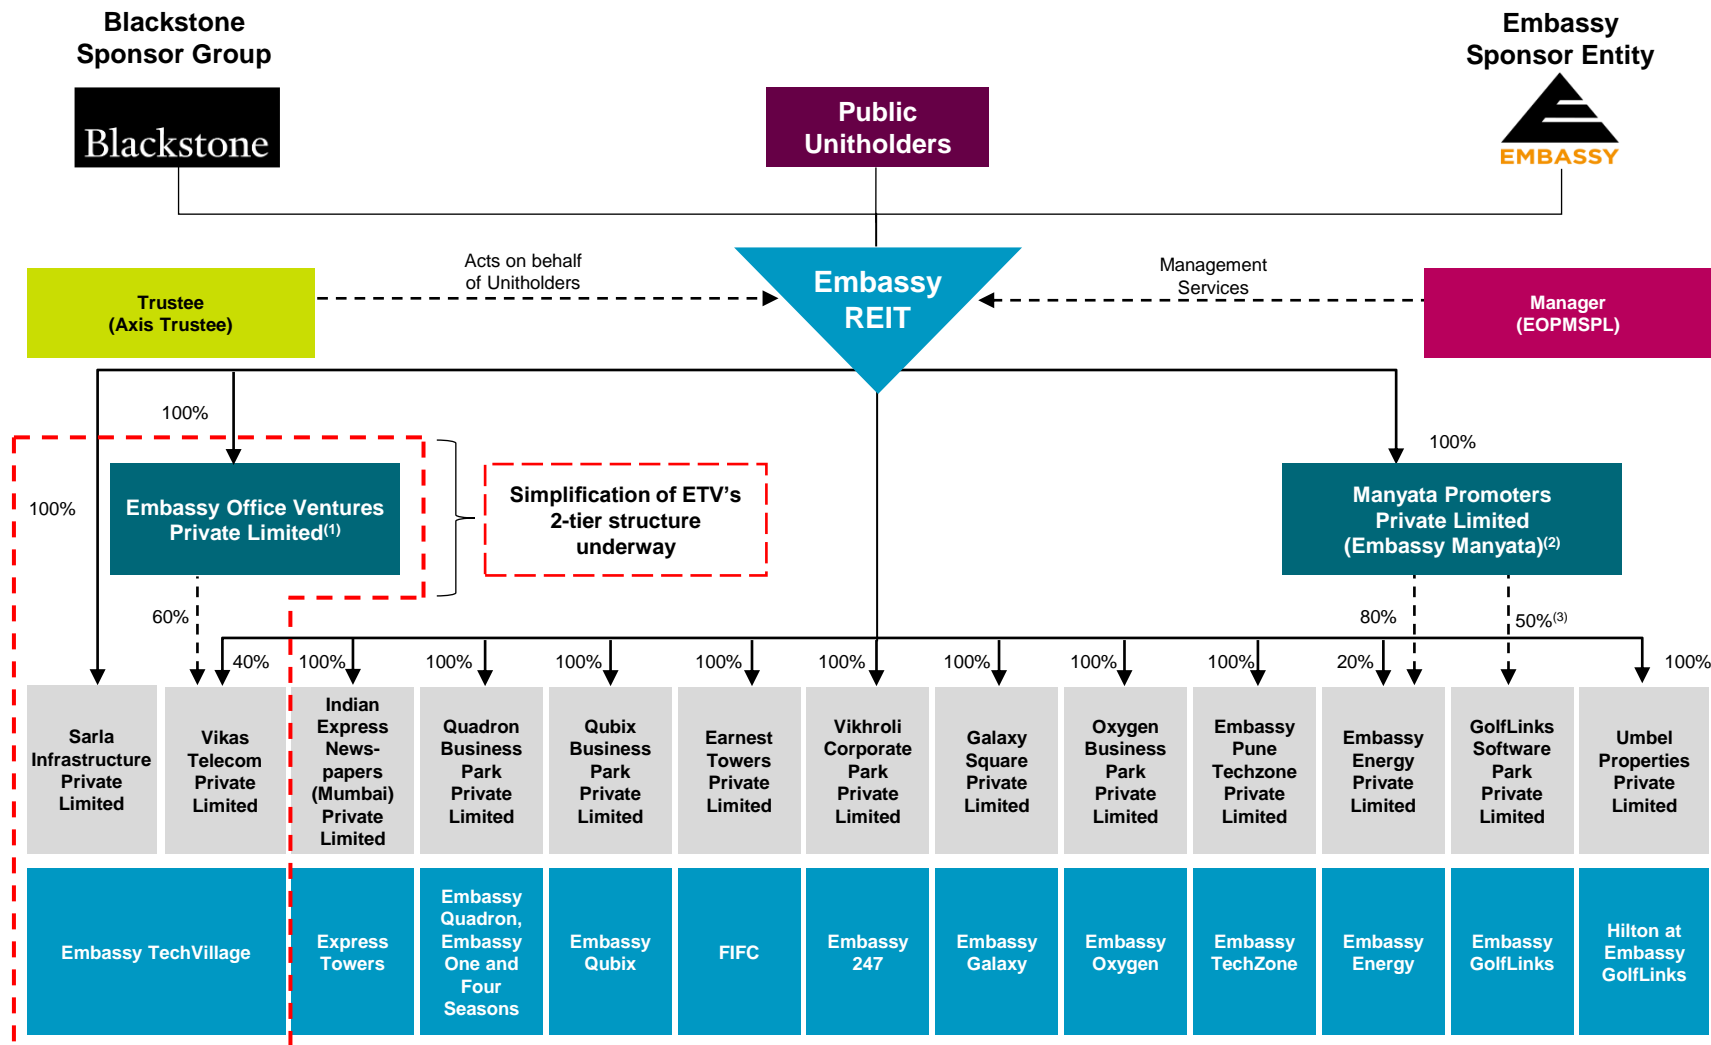 Blackstone
Sponsor Group
Blackstone
Public
Unitholders
Embassy
Sponsor Entity
EMBASSY
Acts on behalf
of Unitholders
Embassy
REIT
Management
Services
Trustee
(Axis Trustee)
Manager
(EOPMSPL)
100%
100%
100%
Embassy Office Ventures
Private Limited(1)
Simplification of ETV's
2-tier structure
underway
Manyata Promoters
Private Limited
(Embassy Manyata)(2)
60%
80%
50%(3)
40%
100%
100%
100%
100%
100%
100%
100%
100%
20%
100%
Sarla
Infrastructure
Private
Limited
Vikas
Telecom
Private
Limited
Indian
Express
News-
papers
(Mumbai)
Private
Limited
Quadron
Business
Park
Private
Limited
Qubix
Business
Park
Private
Limited
Earnest
Towers
Private
Limited
Vikhroli
Corporate
Park
Private
Limited
Galaxy
Square
Private
Limited
Oxygen
Business
Park
Private
Limited
Embassy
Pune
Techzone
Private
Limited
Embassy
Energy
Private
Limited
GolfLinks
Software
Park
Private
Limited
Umbel
Properties
Private
Limited
Embassy TechVillage
Express
Towers
Embassy
Quadron,
Embassy
One and
Four
Seasons
Embassy
Qubix
FIFC
Embassy
247
Embassy
Galaxy
Embassy
Oxygen
Embassy
TechZone
Embassy
Energy
Embassy
GolfLinks
Hilton at
Embassy
GolfLinks